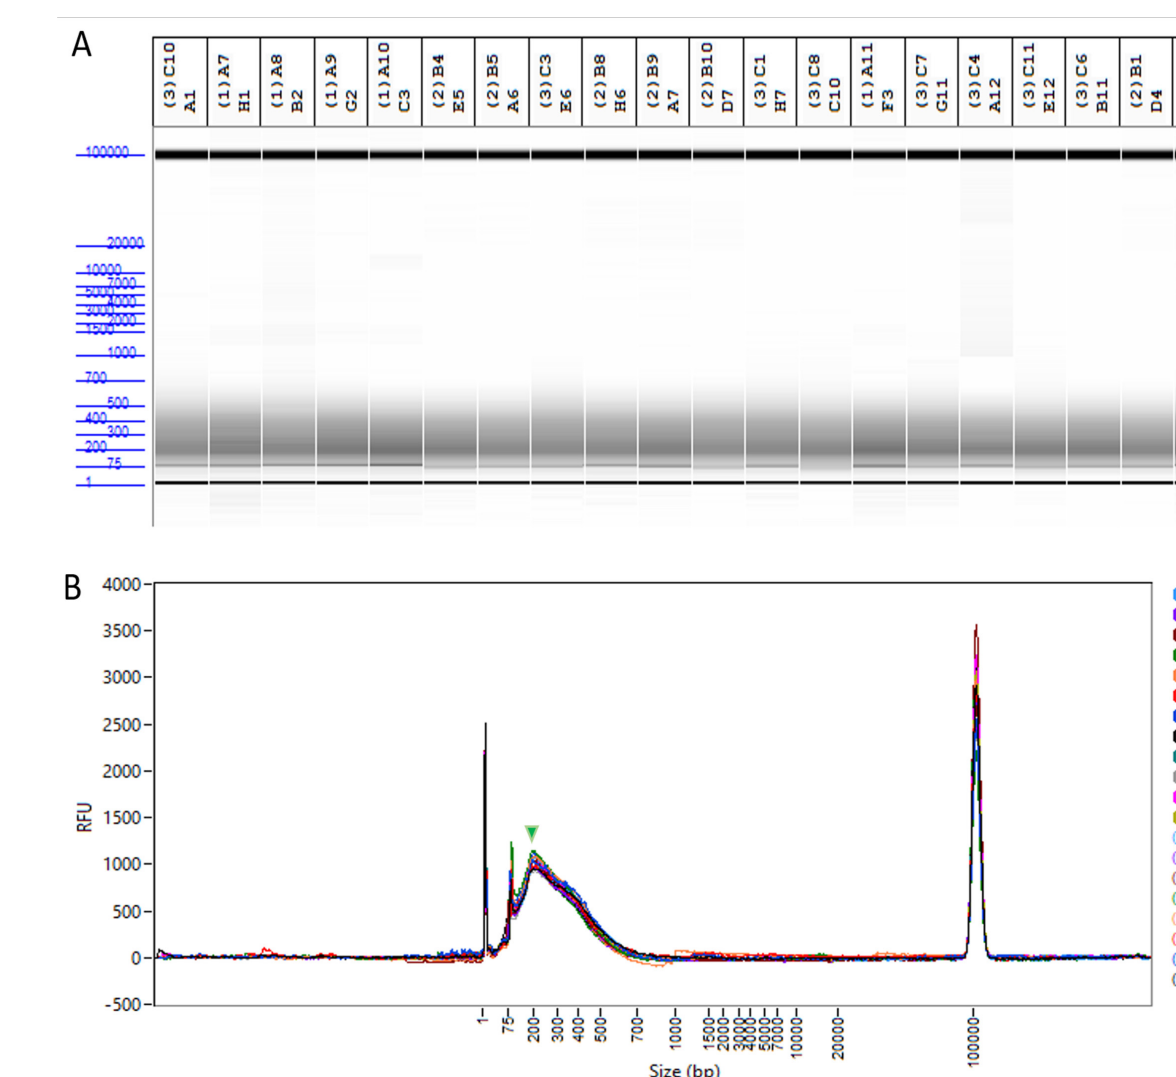 A
(3) C10 A1
(1) A7 H1
(1) A8 B2
(1) A9 G2
(1) A10 C3
(2) B4 E5
(2) B5 A6
(3) C3 E6
(2) B8 H6
(2) B9 A7
(2) B10 D7
(3) C1 H7
(3) C8 C10
(1) A11 F3
(3) C7 G11
(3) C4 A12
(3) C11 E12
(3) C6 B11
(2) B1 D4
100000
20000
10000
7000
5000
4000
3000
2000
1500
1000
700
500
400
300
200
75
1
B
4000
3500
3000
2500
2000
1500
1000
500
0
-500
RFU
1
75
200
300
400
500
700
1000
1500
2000
3000
4000
5000
7000
10000
20000
100000
Size (bp)